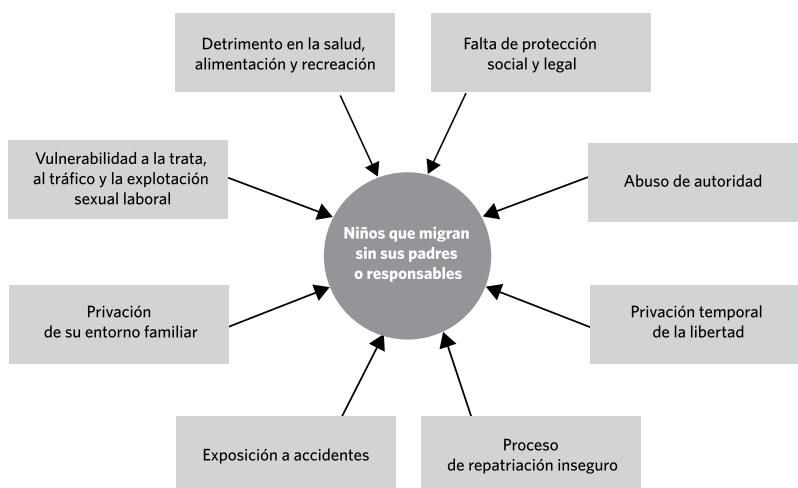 Detrimento en la salud,
alimentación y recreación
Falta de protección
social y legal
Vulnerabilidad a la trata,
al tráfico y la explotación
sexual laboral
Abuso de autoridad
Niños que migran
sin sus padres
o responsables
Privación
de su entorno familiar
Privación temporal
de la libertad
Exposición a accidentes
Proceso
de repatriación inseguro